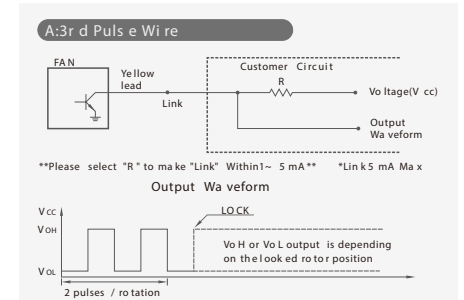 A:3rd Pulse Wire
FAN
Customer Circuit
Yellow
lead
R
Voltage(Vcc)
Link
Output
Waveform
**Please select "R" to make "Link" Within1~ 5 mA** *Link 5 mA Max
Output Waveform
Vcc
LOCK
VOH
VoH or VoL output is depending
on the looked rotor position
VOL
2 pulses / rotation